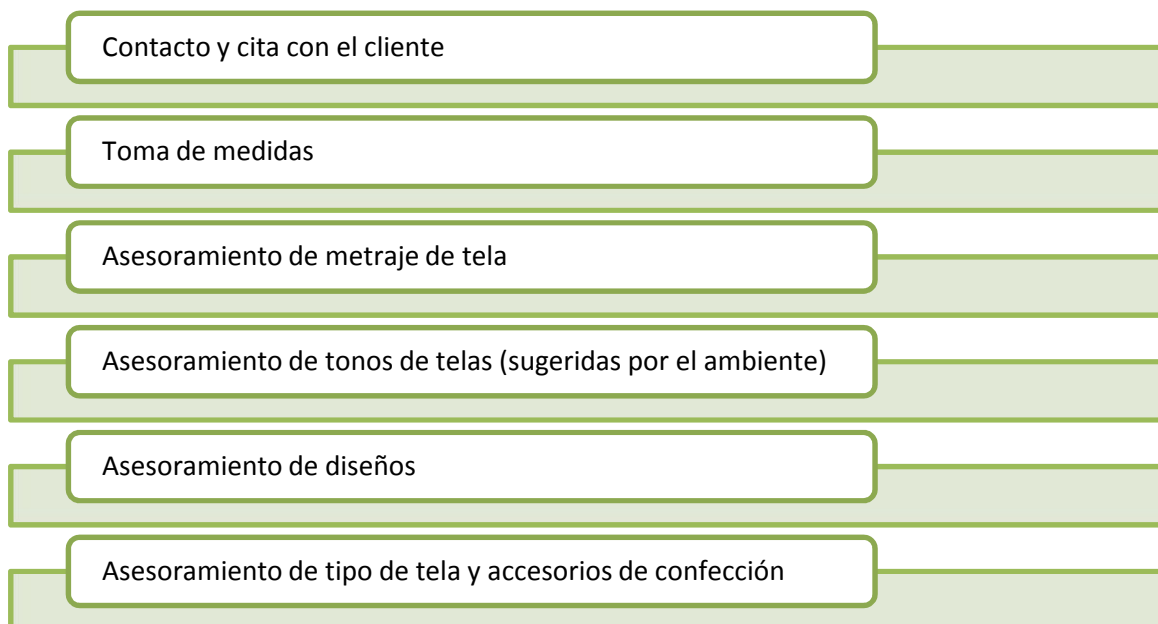 Contacto y cita con el cliente
Toma de medidas
Asesoramiento de metraje de tela
Asesoramiento de tonos de telas (sugeridas por el ambiente)
Asesoramiento de diseños
Asesoramiento de tipo de tela y accesorios de confección